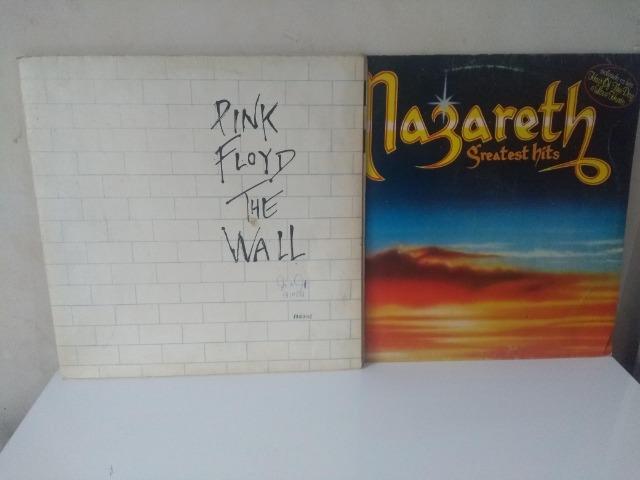 PINK
FLOYD
THE
WALL
Nazareth
Greatest hits